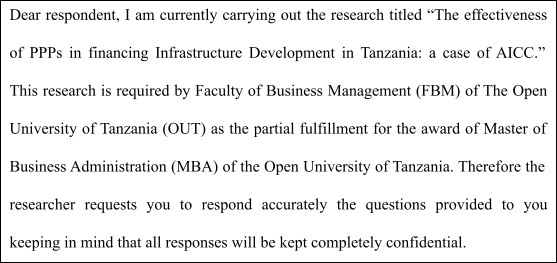 Dear respondent, I am currently carrying out the research titled “The effectiveness
of PPPs in financing Infrastructure Development in Tanzania: a case of AICC.”
This research is required by Faculty of Business Management (FBM) of The Open
University of Tanzania (OUT) as the partial fulfillment for the award of Master of
Business Administration (MBA) of the Open University of Tanzania. Therefore the
researcher requests you to respond accurately the questions provided to you
keeping in mind that all responses will be kept completely confidential.